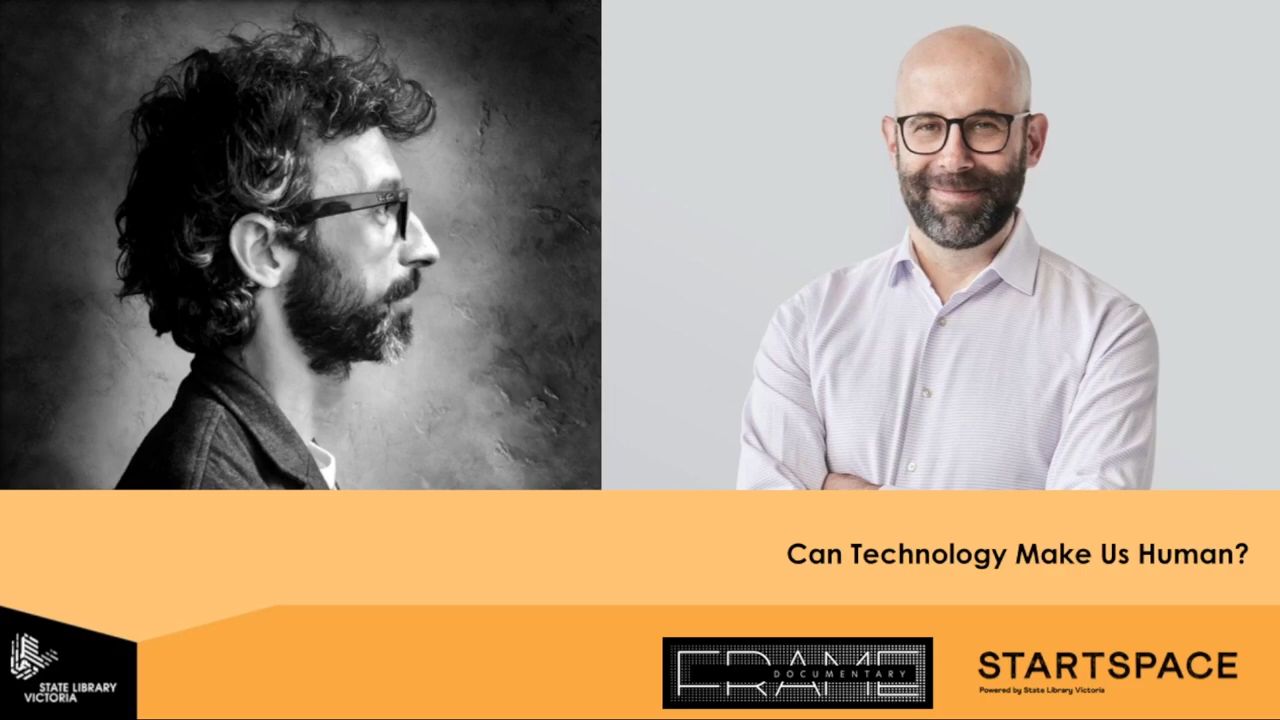 Can Technology Make Us Human?
STATE LIBRARY
VICTORIA
FRAME
DOCUMENTARY
STARTSPACE
Powered by State Library Victoria